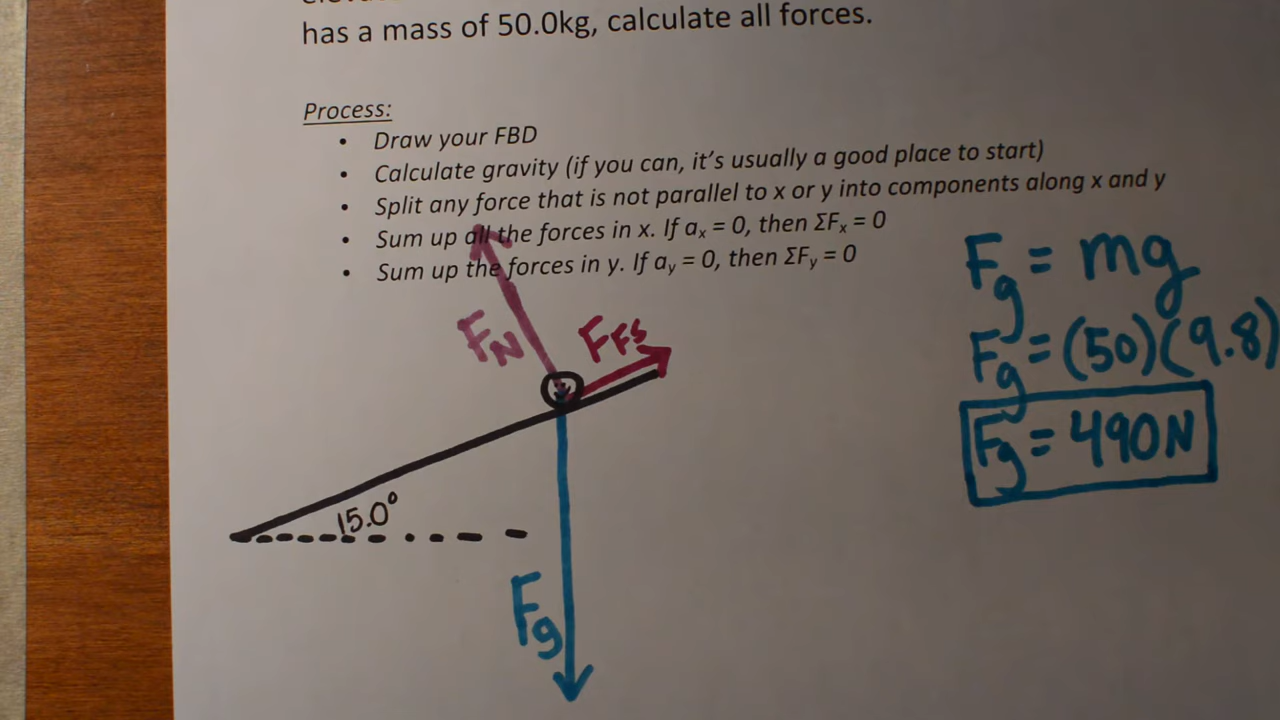 has a mass of 50.0kg, calculate all forces.
Process:
• Draw your FBD
• Calculate gravity (if you can, it's usually a good place to start)
• Split any force that is not parallel to x or y into components along x and y
• Sum up all the forces in x. If aₓ = 0, then ΣFₓ = 0
• Sum up the forces in y. If a_y = 0, then ΣF_y = 0
F_g = mg
F_g = (50)(9.8)
F_g = 490N
F_N
F_FS
15.0°
F_g